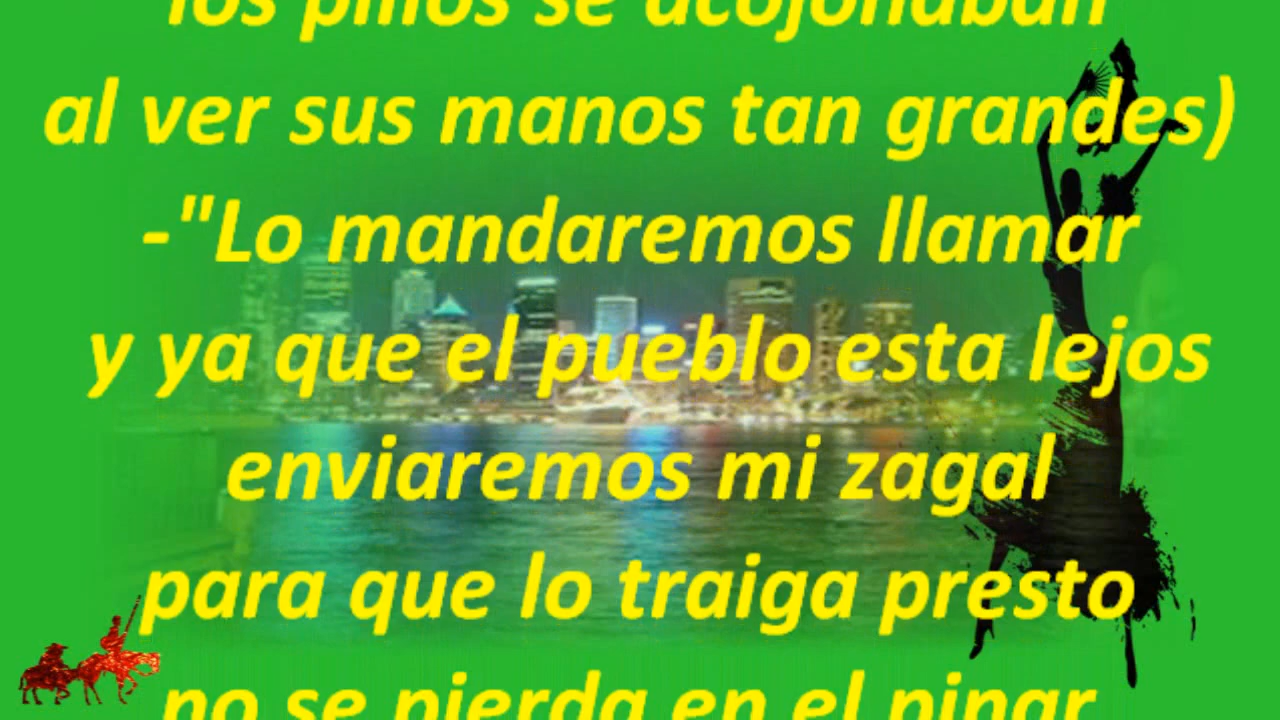 los pillos se acojonaban
al ver sus manos tan grandes)
-"Lo mandaremos llamar
y ya que el pueblo esta lejos
enviaremos mi zagal
para que lo traiga presto
no se pierda en el pinar